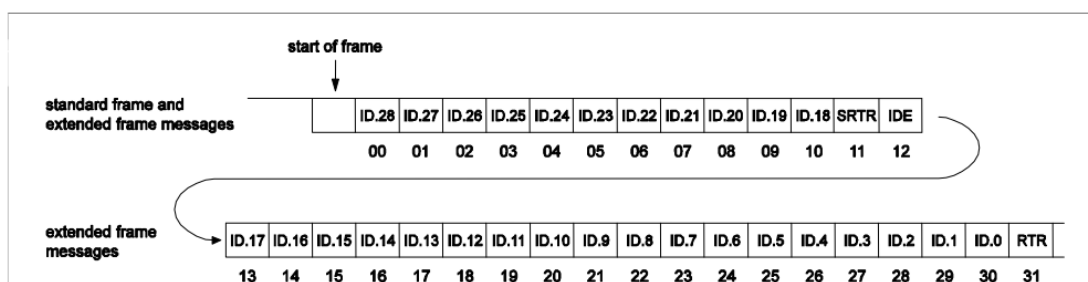 start of frame
standard frame and
extended frame messages
ID.28 ID.27 ID.26 ID.25 ID.24 ID.23 ID.22 ID.21 ID.20 ID.19 ID.18 SRTR IDE
00 01 02 03 04 05 06 07 08 09 10 11 12
extended frame
messages
ID.17 ID.16 ID.15 ID.14 ID.13 ID.12 ID.11 ID.10 ID.9 ID.8 ID.7 ID.6 ID.5 ID.4 ID.3 ID.2 ID.1 ID.0 RTR
13 14 15 16 17 18 19 20 21 22 23 24 25 26 27 28 29 30 31